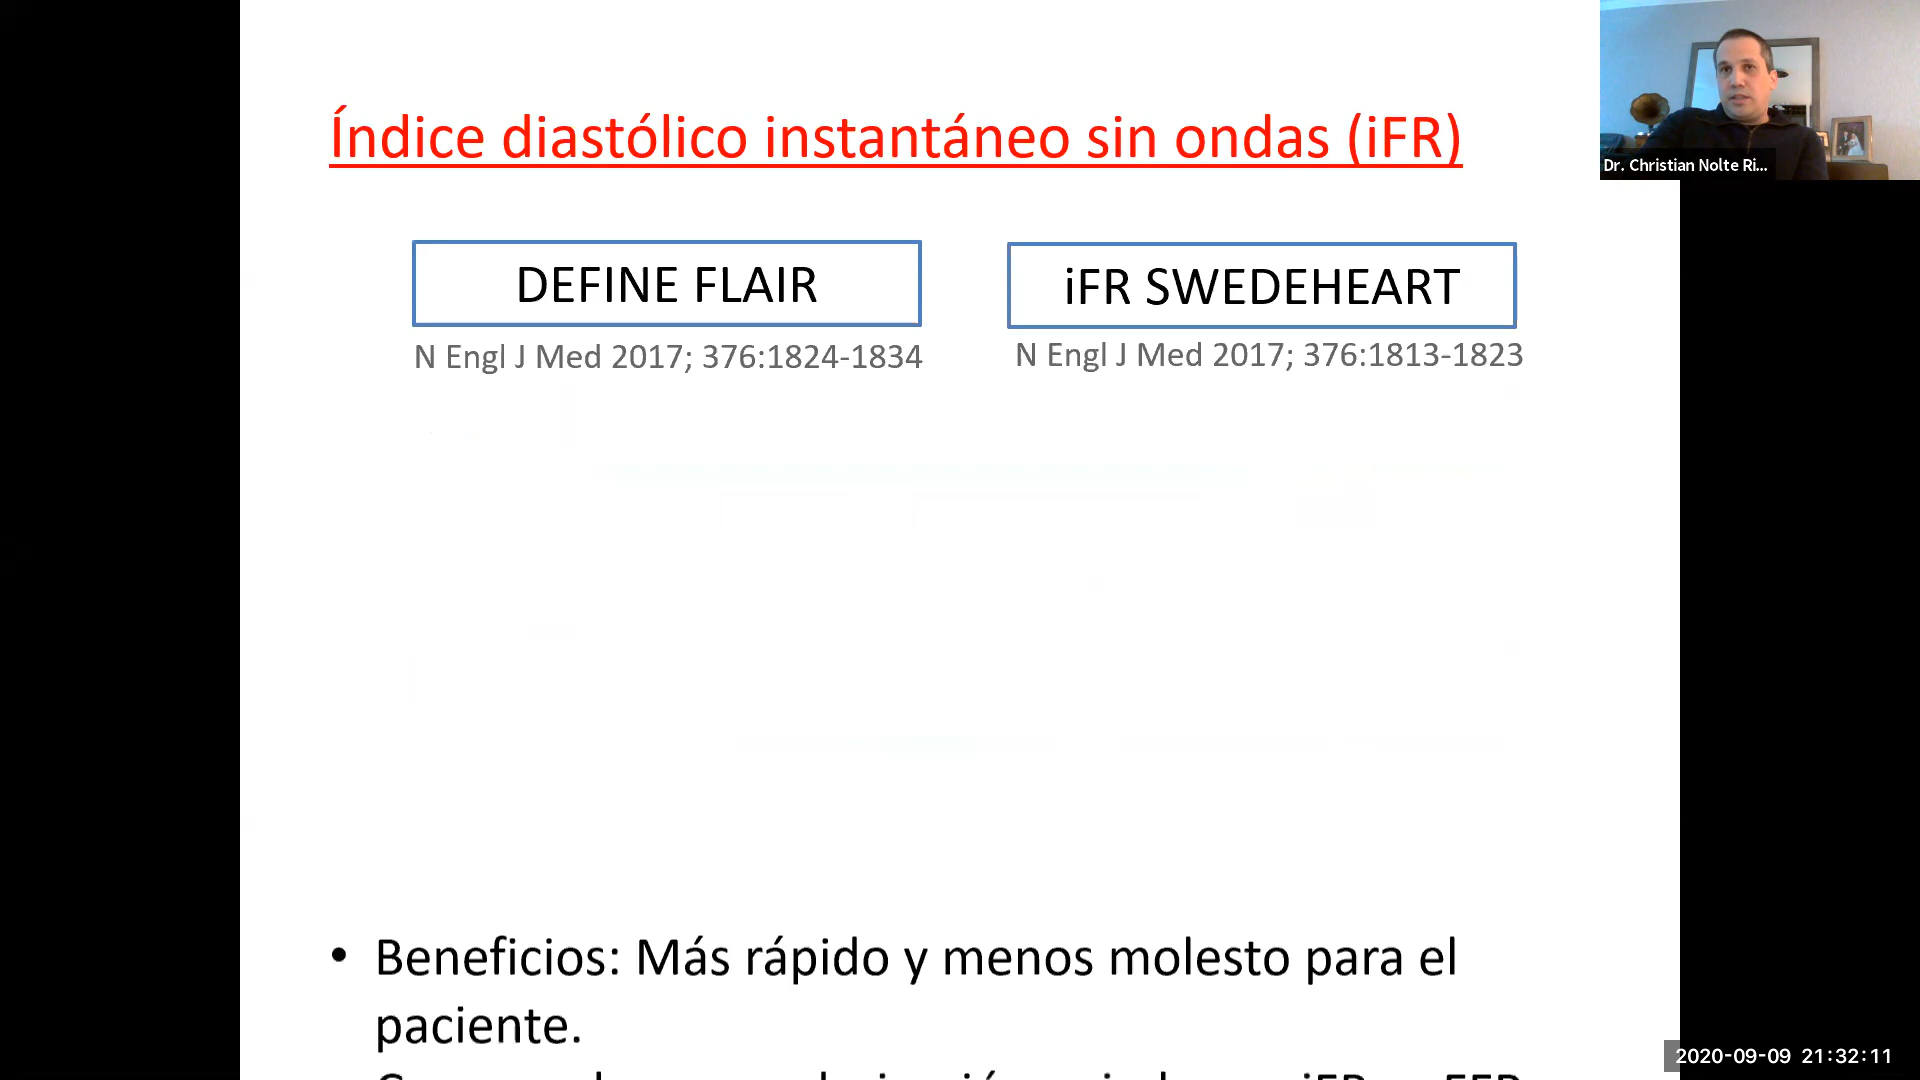 Índice diastólico instantáneo sin ondas (iFR)
DEFINE FLAIR
iFR SWEDEHEART
N Engl J Med 2017; 376:1824-1834
N Engl J Med 2017; 376:1813-1823
Dr. Christian Nolte Ri...
• Beneficios: Más rápido y menos molesto para el
paciente.
2020-09-09 21:32:11